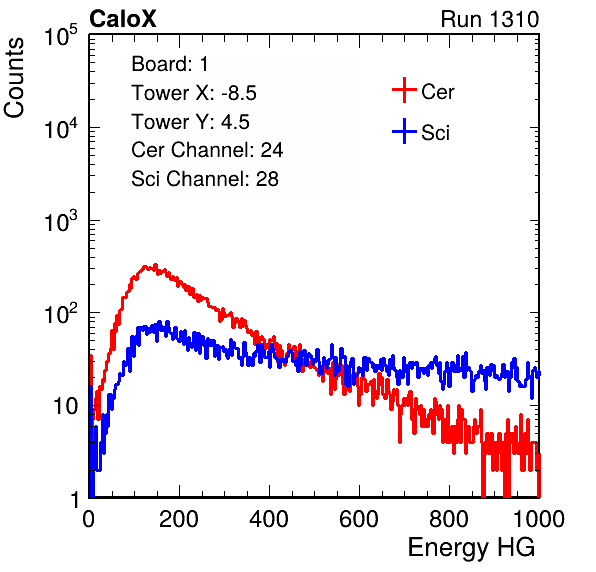 CaloX Run 1310
Counts
10^5
10^4
10^3
10^2
10
1
Board: 1
Tower X: -8.5
Tower Y: 4.5
Cer Channel: 24
Sci Channel: 28
Cer
Sci
0 200 400 600 800 1000
Energy HG